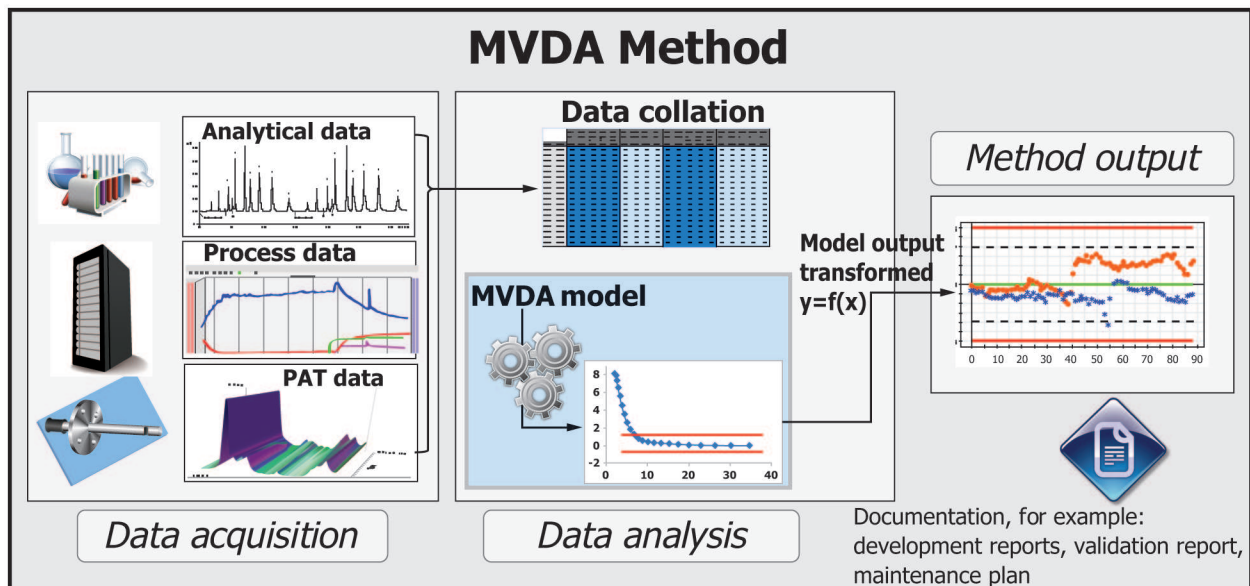 MVDA Method
Analytical data
Process data
PAT data
Data acquisition
Data collation
MVDA model
8
6
4
2
0
-2
0 10 20 30 40
Data analysis
Model output
transformed
y=f(x)
Method output
0 10 20 30 40 50 60 70 80 90
Documentation, for example:
development reports, validation report,
maintenance plan